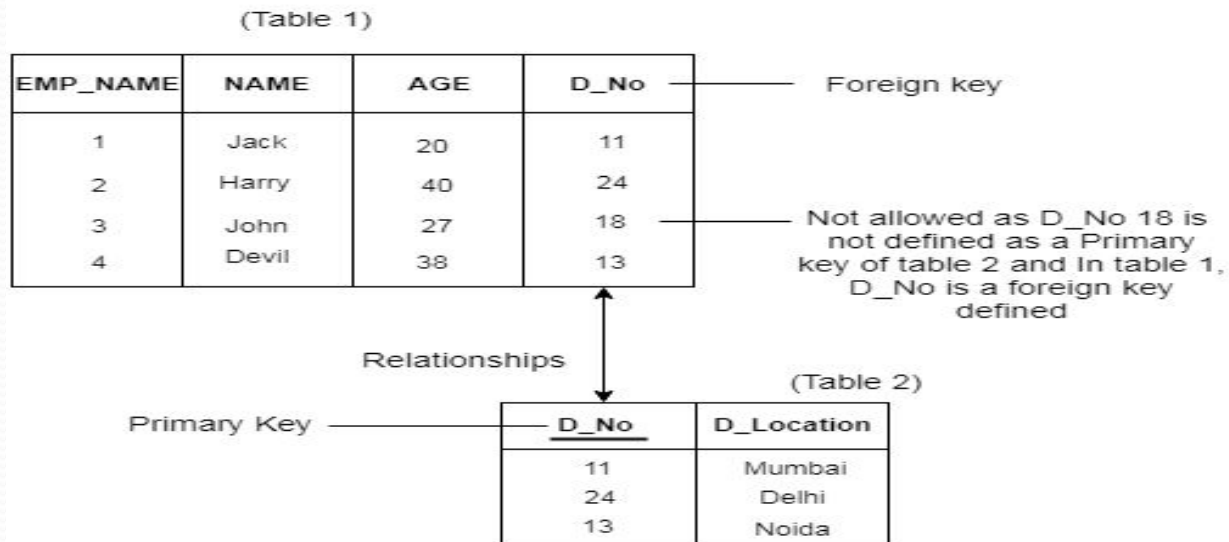 (Table 1)
EMP_NAME NAME AGE D_No Foreign key
1 Jack 20 11
2 Harry 40 24
3 John 27 18
4 Devil 38 13
Not allowed as D_No 18 is
not defined as a Primary
key of table 2 and In table 1,
D_No is a foreign key
defined
Relationships
(Table 2)
Primary Key D_No D_Location
11 Mumbai
24 Delhi
13 Noida